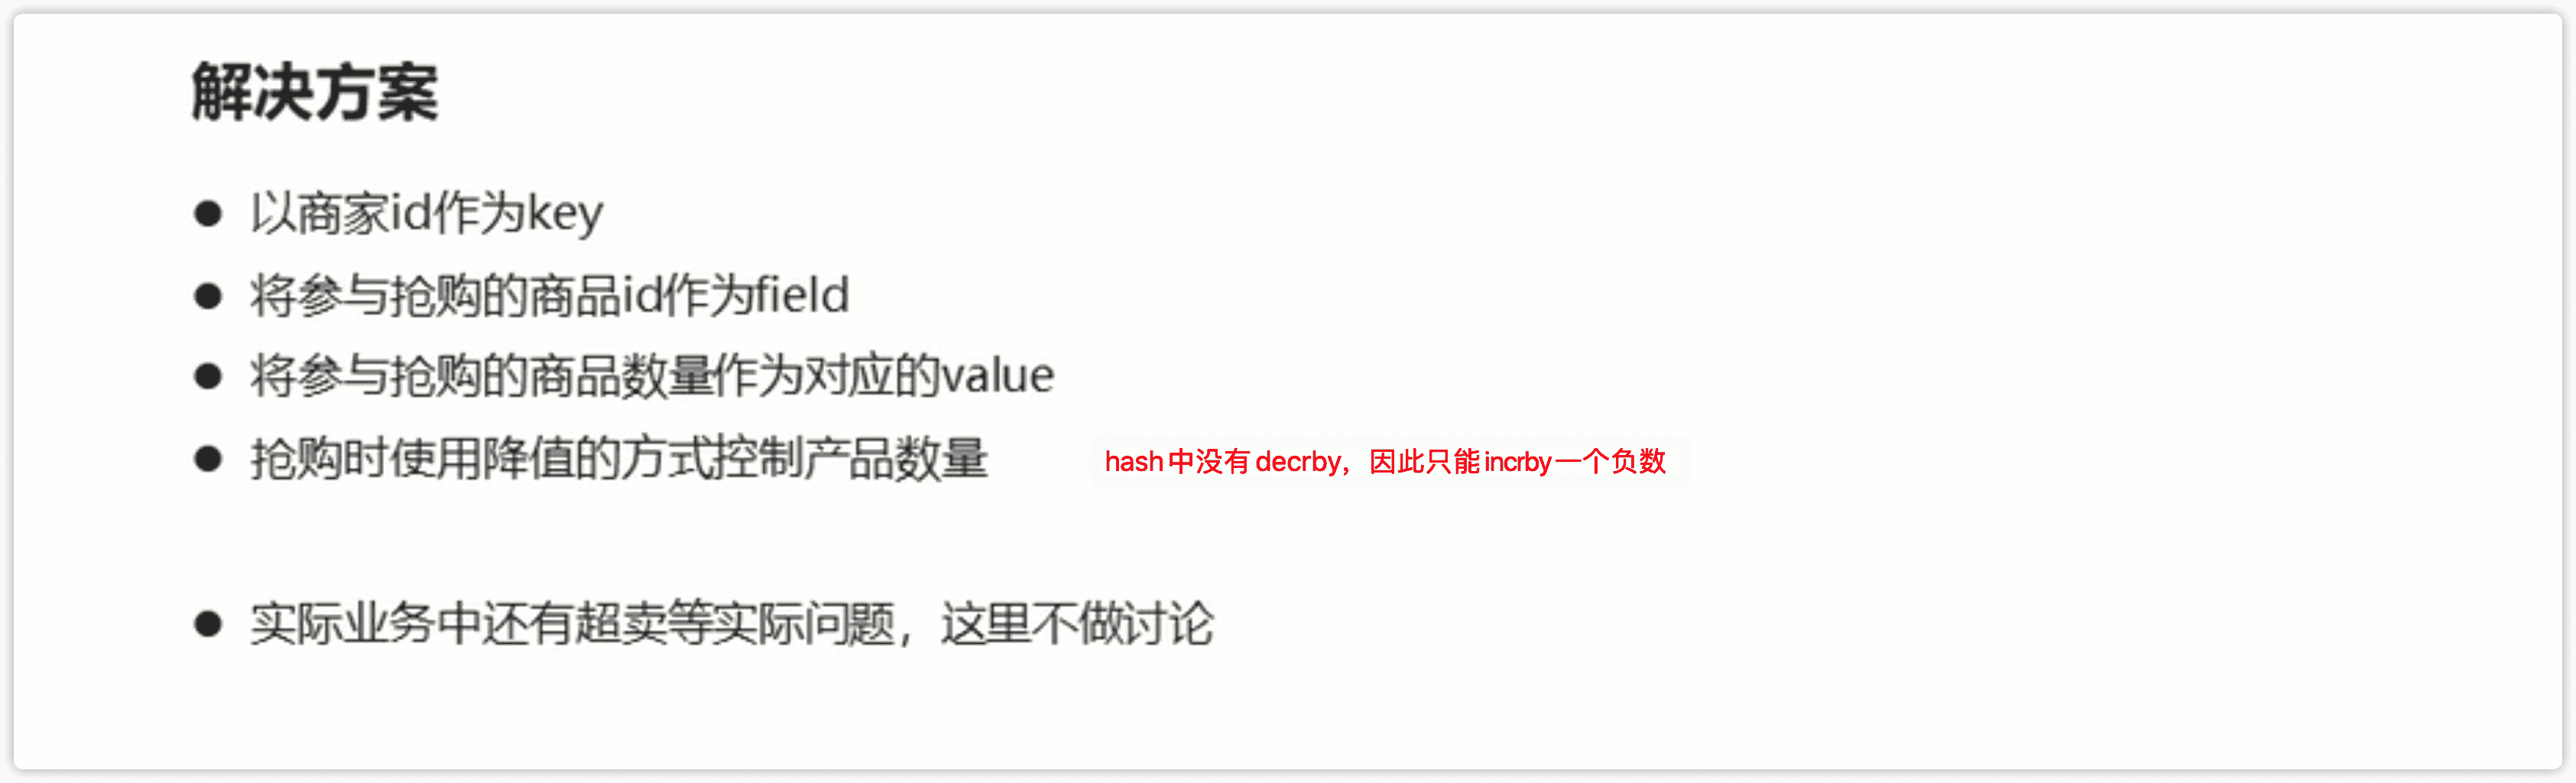 解决方案
● 以商家id作为key
● 将参与抢购的商品id作为field
● 将参与抢购的商品数量作为对应的value
● 抢购时使用降值的方式控制产品数量 hash中没有decrby，因此只能incrby一个负数
● 实际业务中还有超卖等实际问题，这里不做讨论